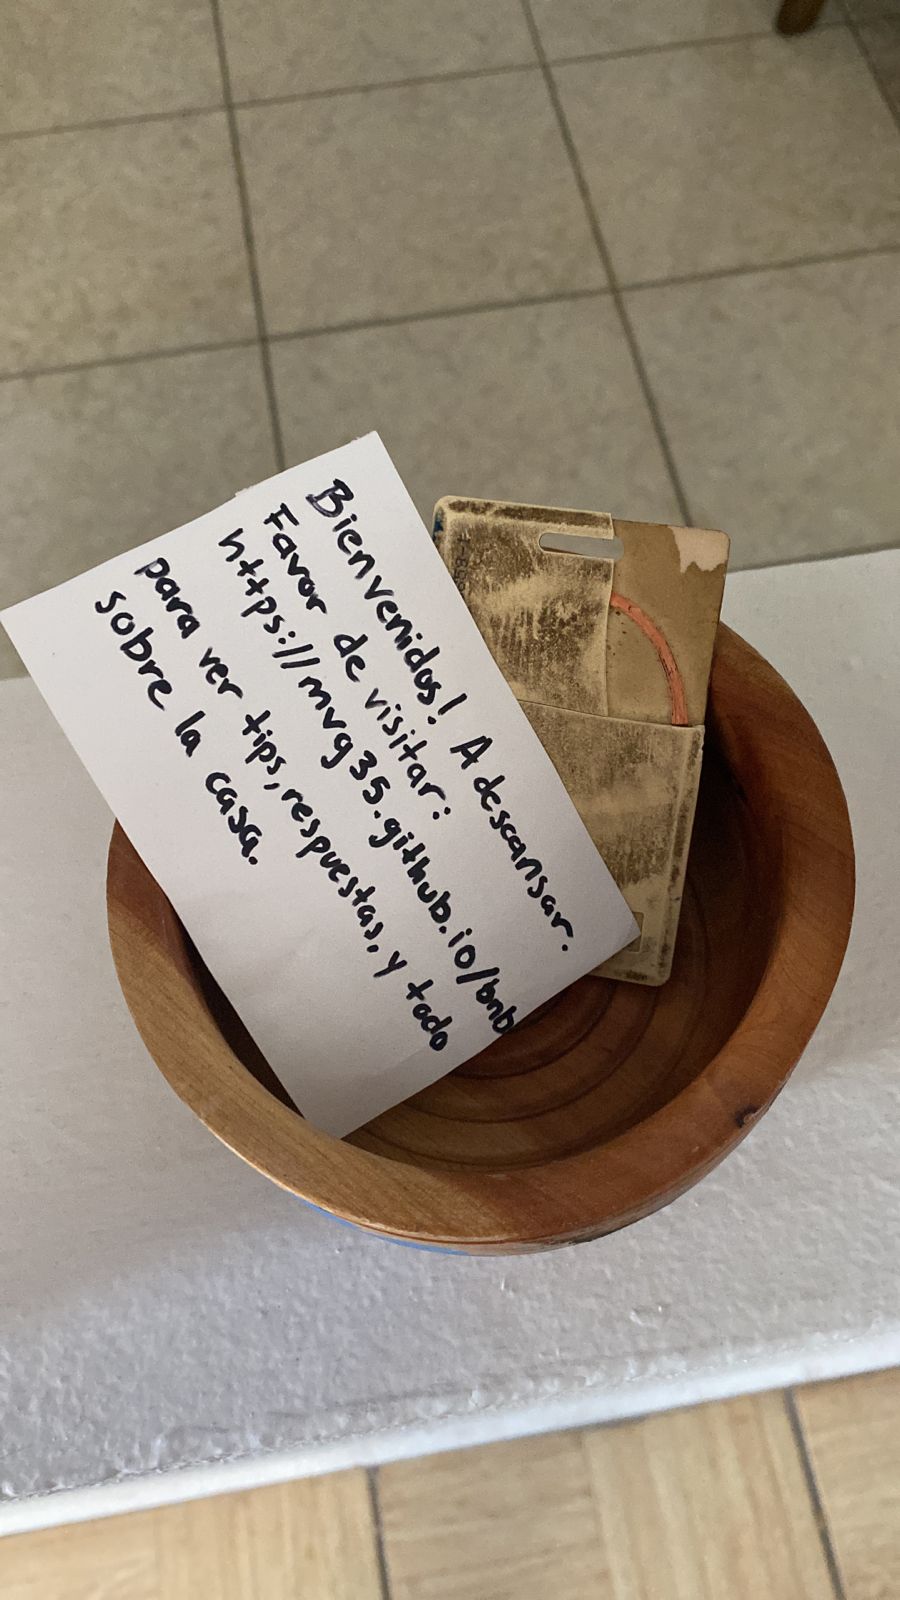 Bienvenidos! A descansar.
Favor de visitar:
https://mvg35.github.io/bnb
para ver tips, respuestas, y todo
sobre la casa.